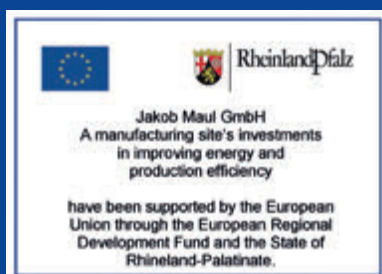 RheinlandPfalz
Jakob Maul GmbH
A manufacturing site's investments
in improving energy and
production efficiency
have been supported by the European
Union through the European Regional
Development Fund and the State of
Rhineland-Palatinate.